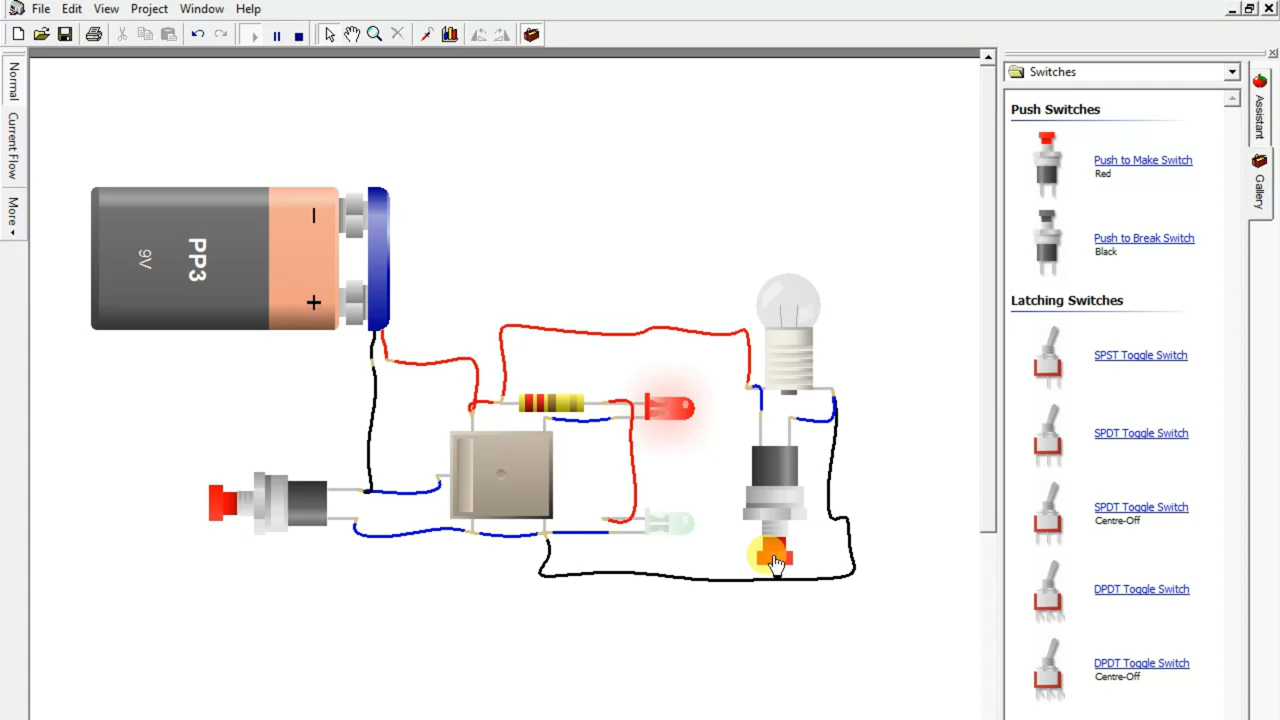 File Edit View Project Window Help
Normal
Current Flow
More
−
+
PP3
9V
Switches
Push Switches
Push to Make Switch
Red
Push to Break Switch
Black
Latching Switches
SPST Toggle Switch
SPDT Toggle Switch
SPDT Toggle Switch
Centre-Off
DPDT Toggle Switch
DPDT Toggle Switch
Centre-Off
Assistant
Gallery